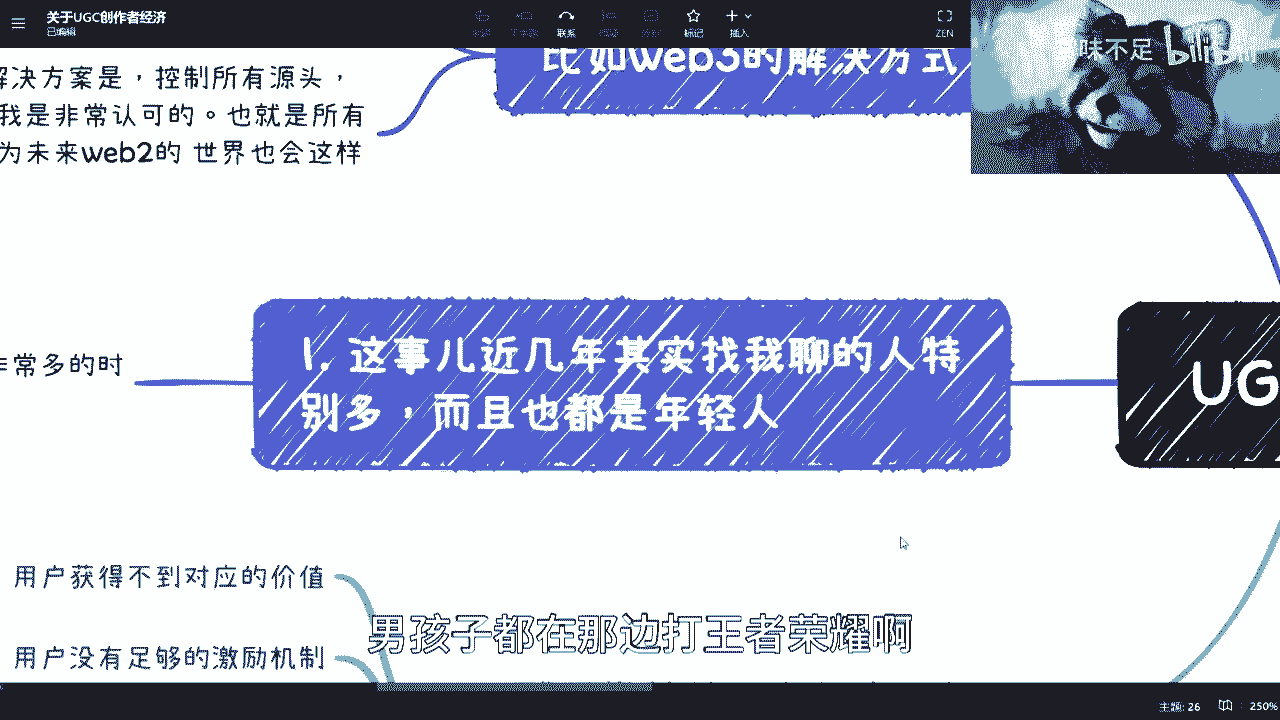 关于UGC创作者经济
已编辑
联系
标记
插入
ZEN
味不足 bilibili
比如web3的解决方式
解决方案是，控制所有源头，
我是非常认可的。也就是所有
为未来web2的 世界也会这样
1. 这事儿近几年其实找我聊的人特
别多，而且也都是年轻人
UG
非常多的时
用户获得不到对应的价值
男孩子都在那边打王者荣耀啊
用户没有足够的激励机制
主题: 26
250%